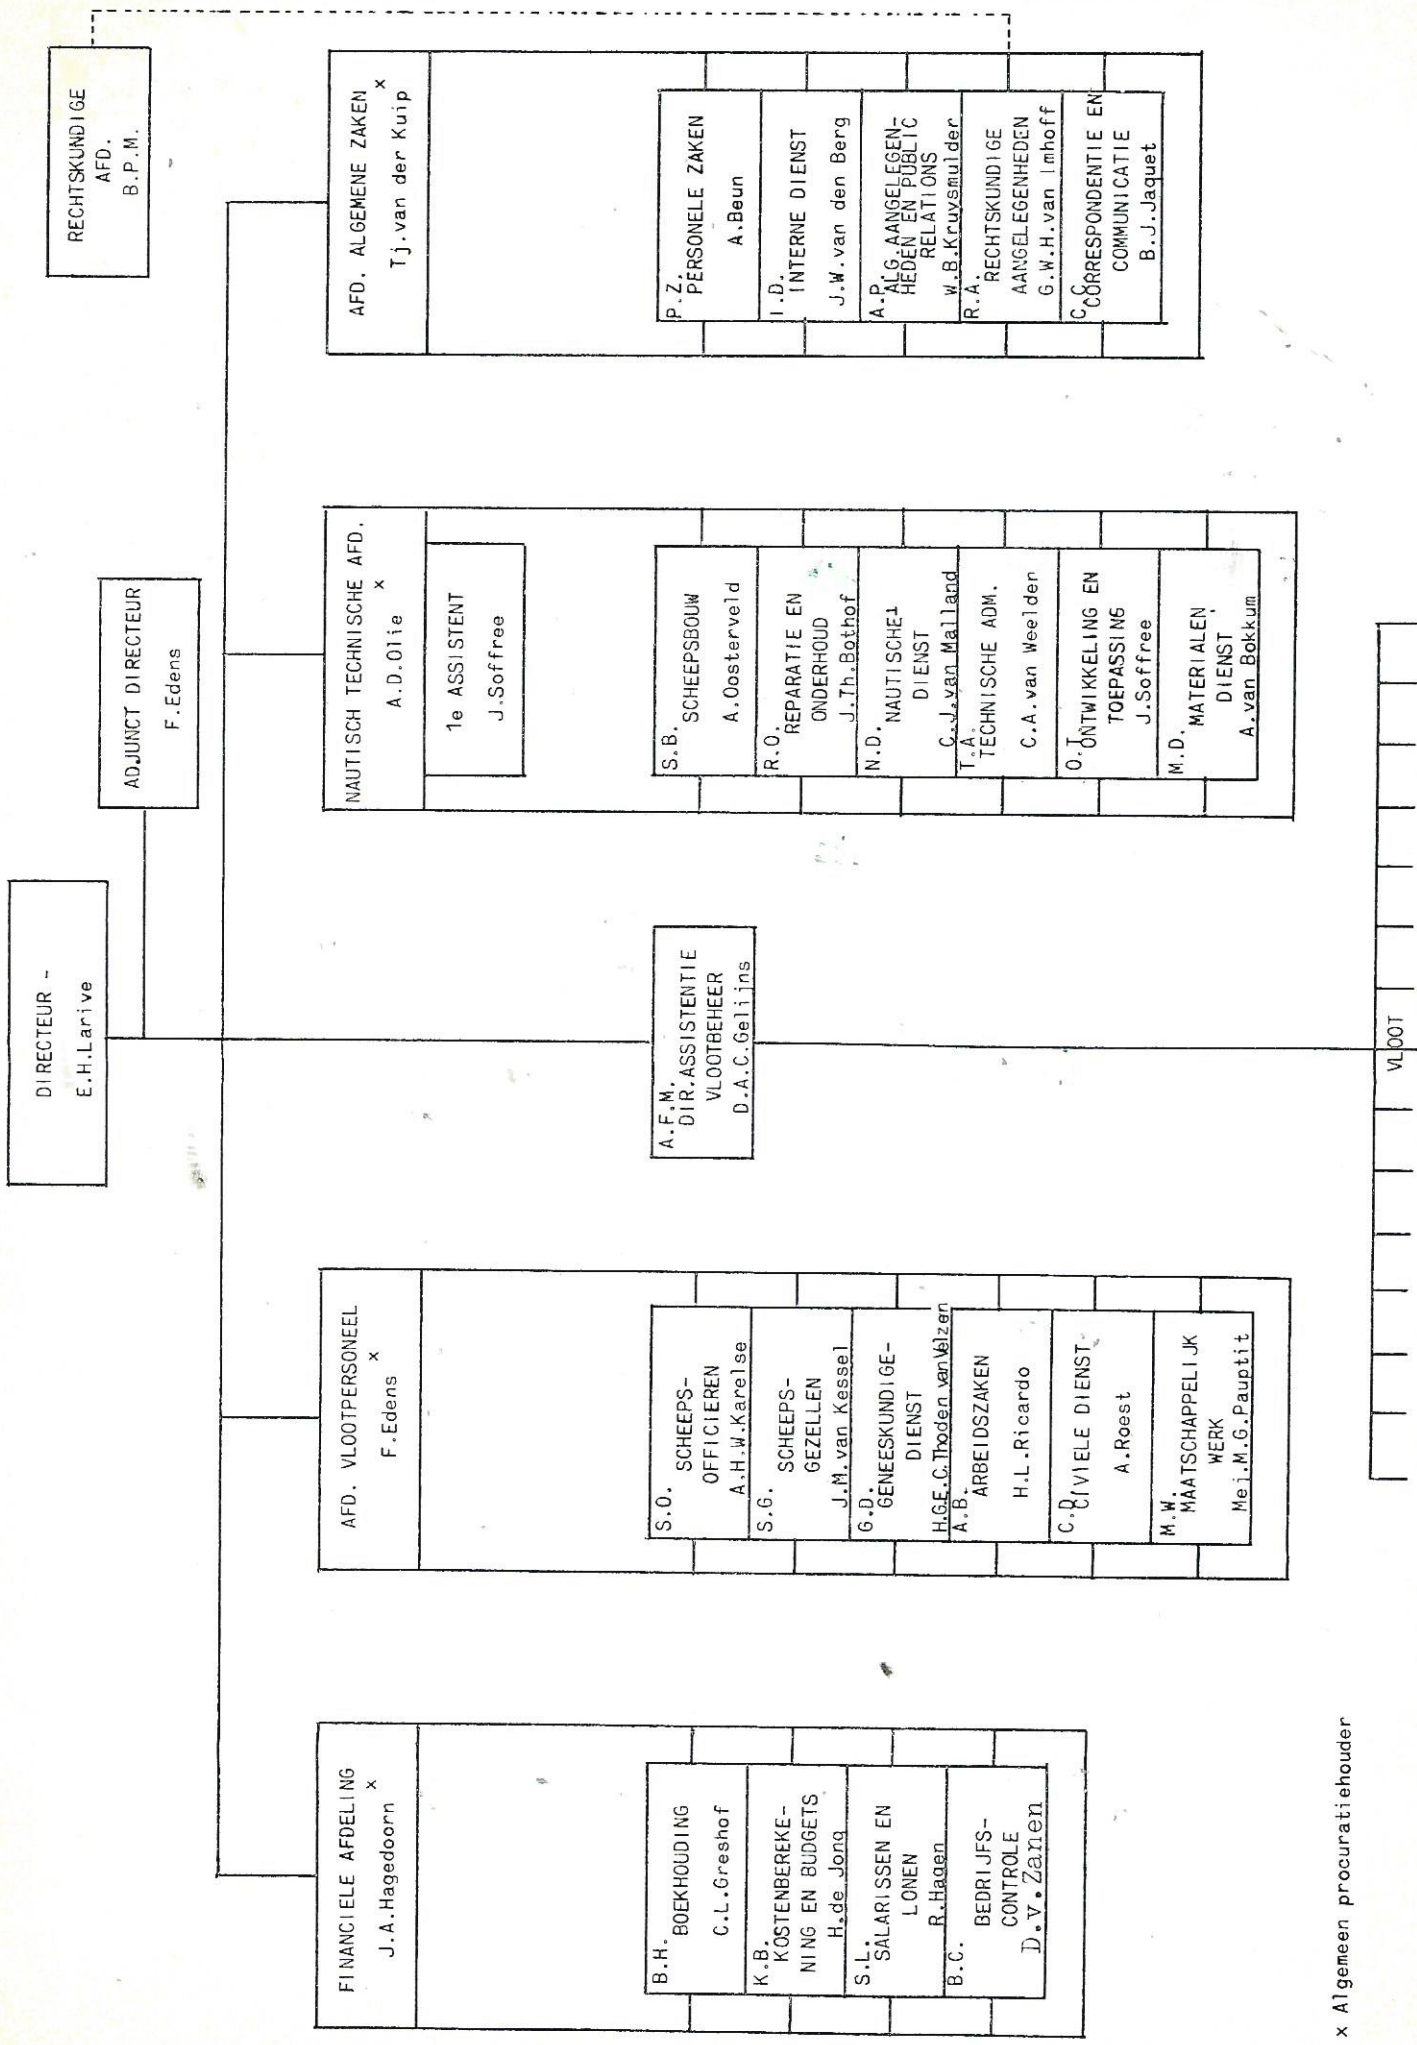 DIRECTEUR -
E.H.Larive
ADJUNCT DIRECTEUR
F.Edens
RECHTSKUNDIGE
AFD.
B.P.M.
FINANCIELE AFDELING
x
J.A.Hagedoorn
B.H.
BOEKHOUDING
C.L.Greshof
K.B.
KOSTENBEREKE-
NING EN BUDGETS
H.de Jong
S.L.
SALARISSEN EN
LONEN
R.Hagen
B.C.
BEDRIJFS-
CONTROLE
D.v.Zanen
AFD. VLOOTPERSONEEL
x
F.Edens
S.O.
SCHEEPS-
OFFICIEREN
A.H.W.Karelse
S.G.
SCHEEPS-
GEZELLEN
J.M.van Kessel
G.D.
GENEESKUNDIGE-
DIENST
H.G.E.C.Thoden van Velzen
A.B.
ARBEIDSZAKEN
H.L.Ricardo
C.D.
CIVIELE DIENST
A.Roest
M.W.
MAATSCHAPPELIJK
WERK
Mej.M.G.Pauptit
A.F.M.
DIR.ASSISTENTIE
VLOOTBEHEER
D.A.C.Gelijns
NAUTISCH TECHNISCHE AFD.
x
A.D.Olie
1e ASSISTENT
J.Soffree
S.B.
SCHEEPSBOUW
A.Oosterveld
R.O.
REPARATIE EN
ONDERHOUD
J.Th.Bothof
N.D.
NAUTISCHE
DIENST
C.J.van Malland
T.A.
TECHNISCHE ADM.
C.A.van Weelden
O.T.
ONTWIKKELING EN
TOEPASSING
J.Soffree
M.D.
MATERIALEN
DIENST
A.van Bokkum
AFD. ALGEMENE ZAKEN
x
Tj.van der Kuip
P.Z.
PERSONELE ZAKEN
A.Beun
I.D.
INTERNE DIENST
J.W.van den Berg
A.P.
ALG.AANGELEGEN-
HEDEN EN PUBLIC
RELATIONS
W.B.Kruysmulder
R.A.
RECHTSKUNDIGE
AANGELEGENHEDEN
G.W.H.van Imhoff
C.C.
CORRESPONDENTIE EN
COMMUNICATIE
B.J.Jaquet
VLOOT
x Algemeen procuratiehouder